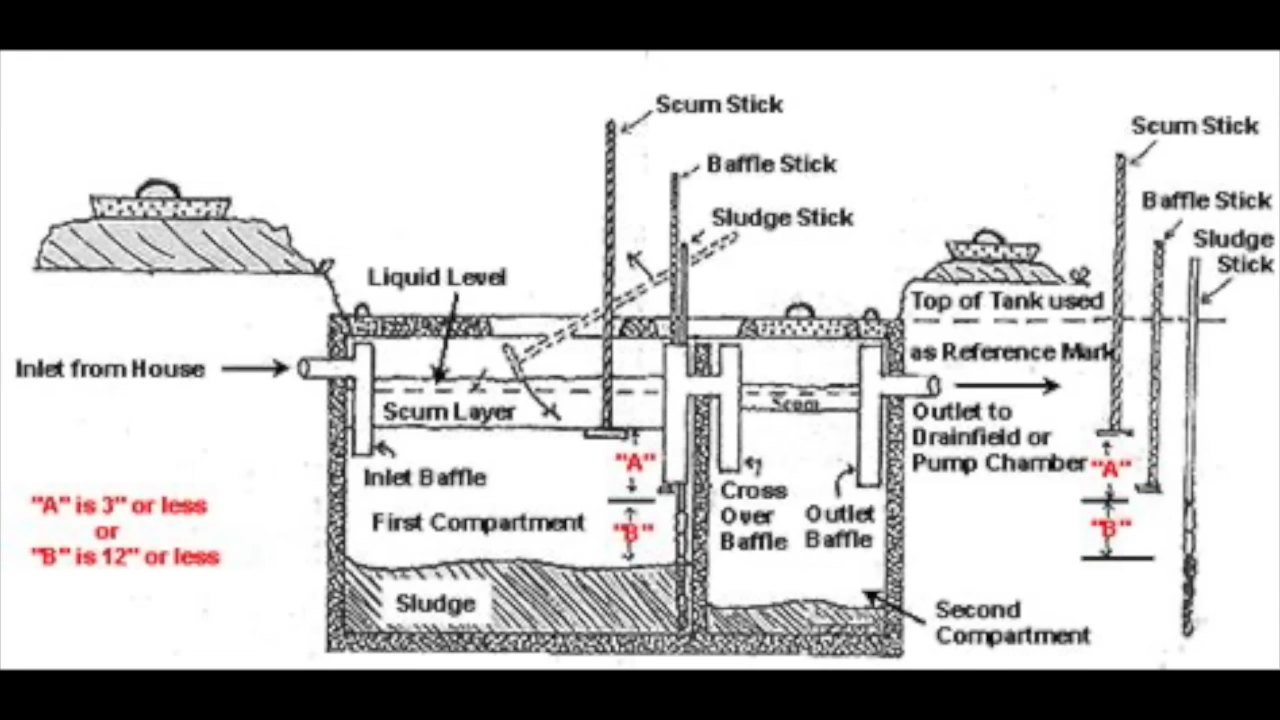 Scum Stick
Baffle Stick
Sludge Stick
Liquid Level
Inlet from House
Scum Layer
Inlet Baffle
"A"
First Compartment
"B"
Sludge
"A" is 3" or less
or
"B" is 12" or less
Scum
Cross
Over
Baffle
Outlet
Baffle
Second
Compartment
Top of Tank used
as Reference Mark
Outlet to
Drainfield or
Pump Chamber
Scum Stick
Baffle Stick
Sludge
Stick
"A"
"B"